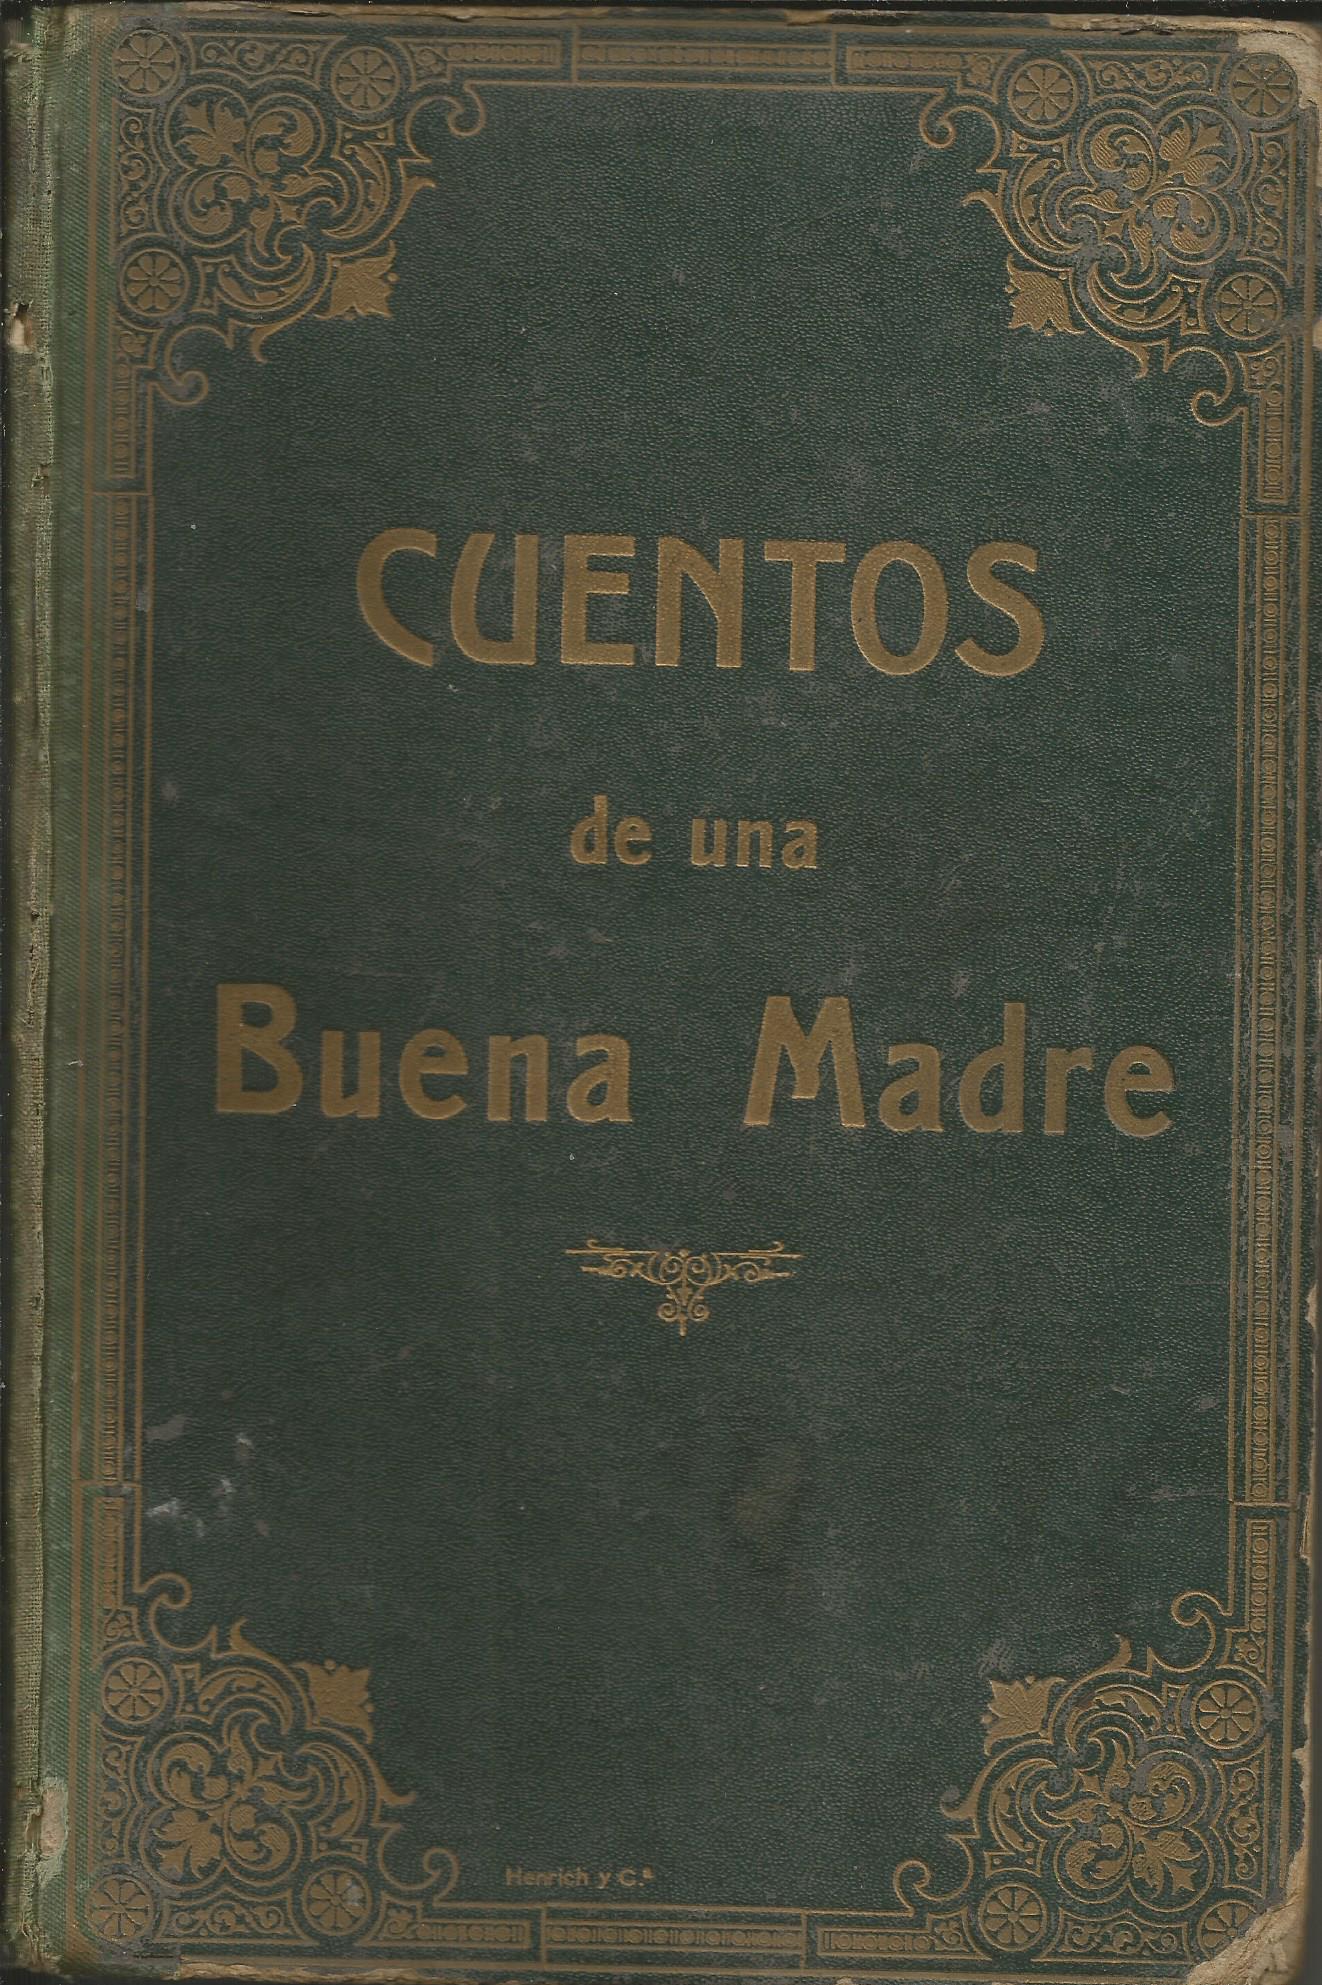 CUENTOS
de una
Buena Madre
Henrich y C.ª